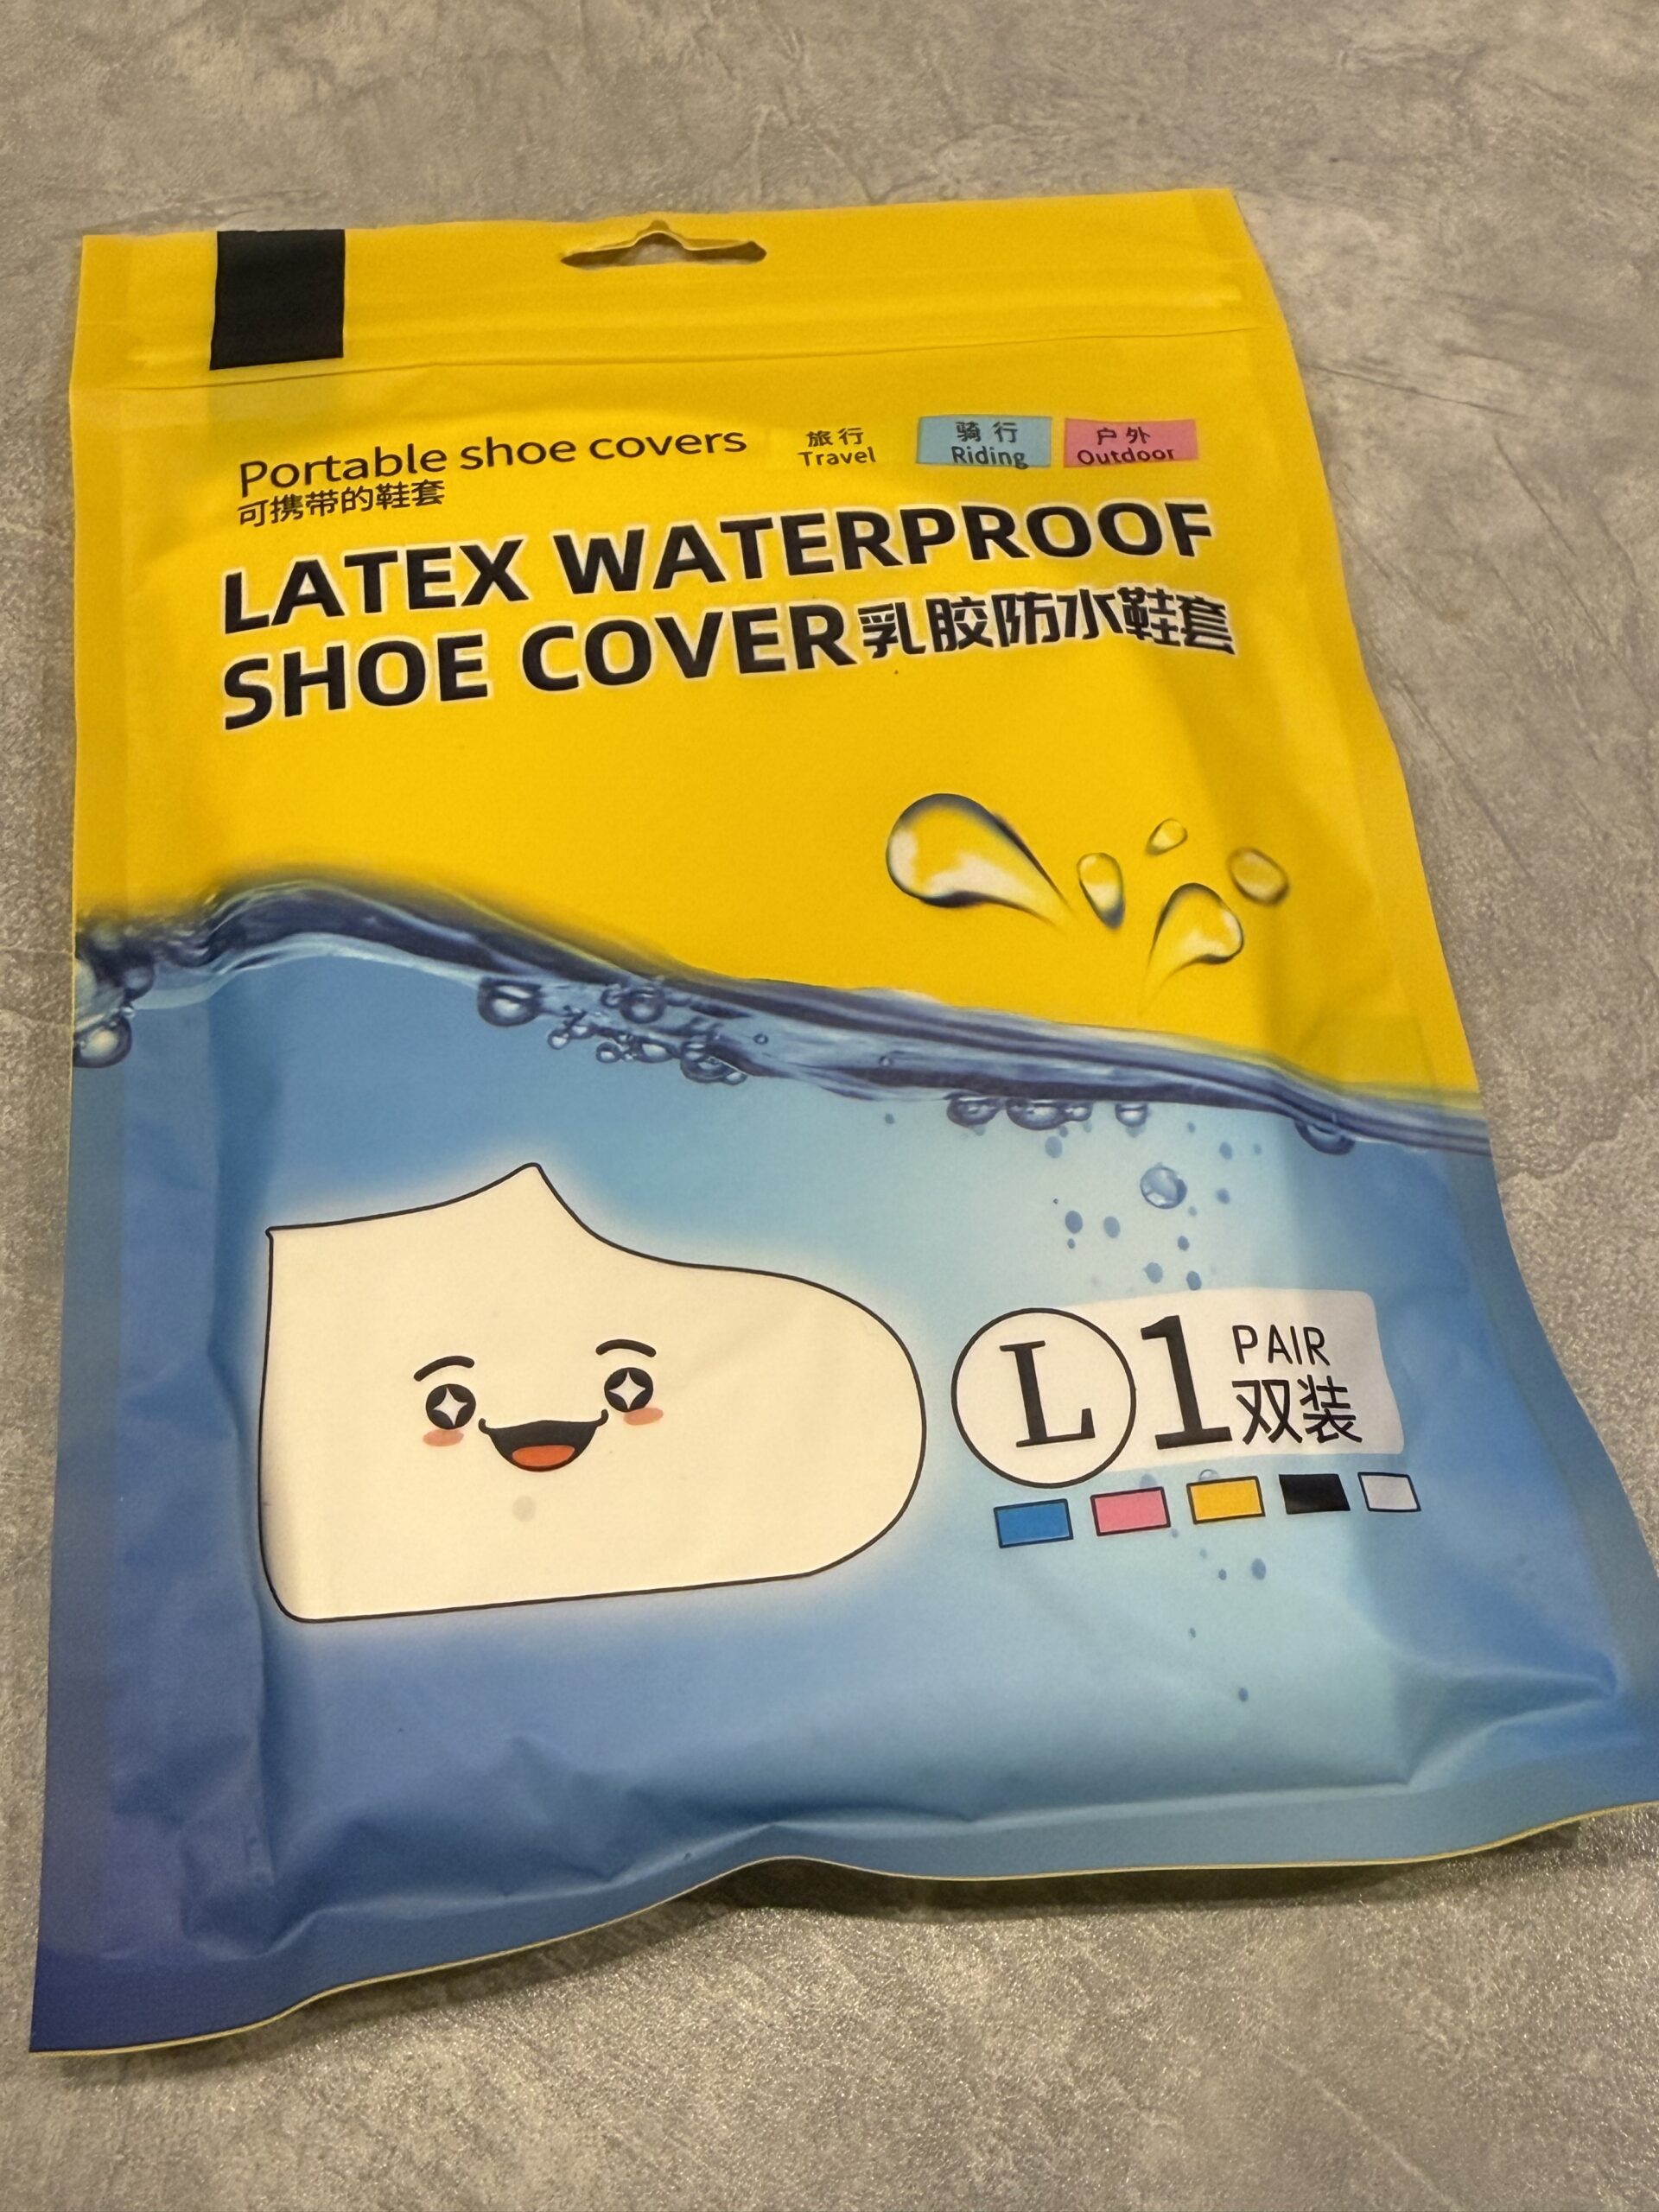 Portable shoe covers
可携带的鞋套
旅行
Travel
骑行
Riding
户外
Outdoor
LATEX WATERPROOF
SHOE COVER乳胶防水鞋套
L 1 PAIR
双装